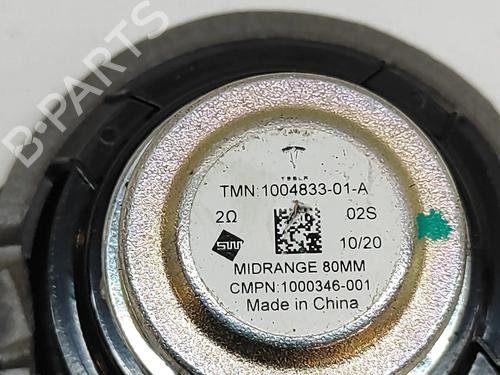 B-PARTS
TESLA
TMN:1004833-01-A
2Ω 02S
10/20
MIDRANGE 80MM
CMPN:1000346-001
Made in China